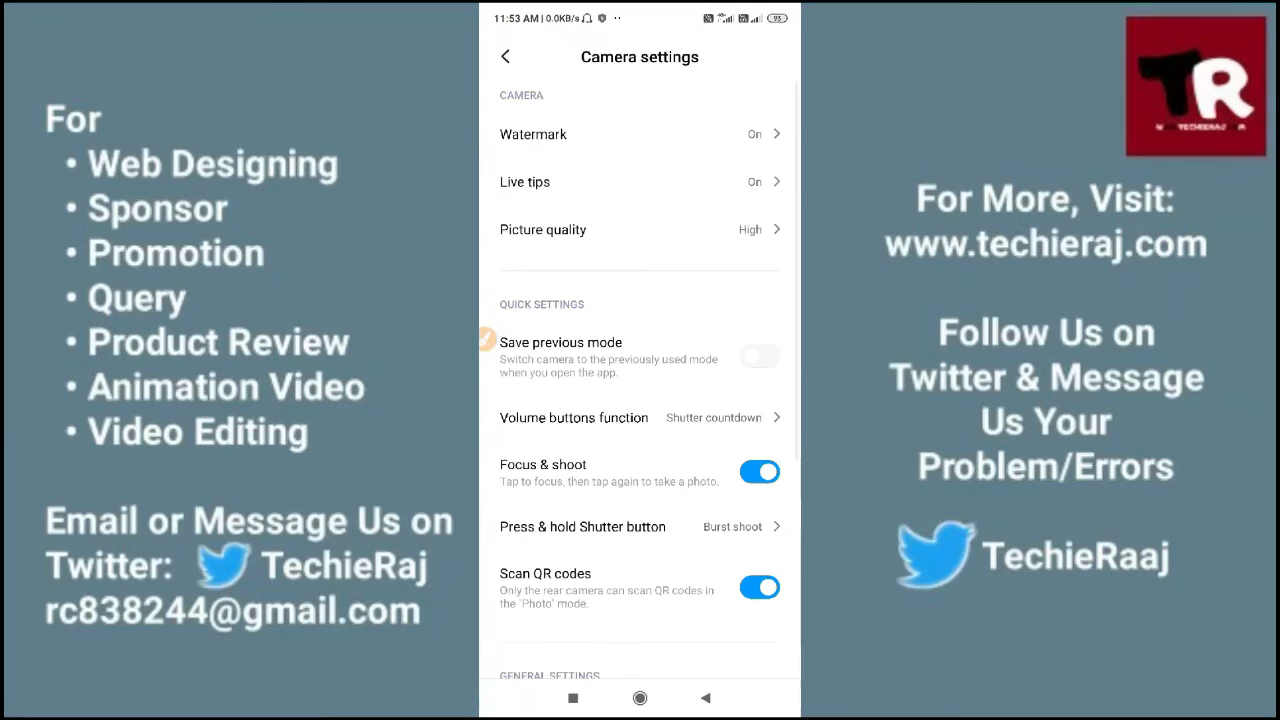 For
• Web Designing
• Sponsor
• Promotion
• Query
• Product Review
• Animation Video
• Video Editing
Email or Message Us on
Twitter: TechieRaj
rc838244@gmail.com
11:53 AM | 0.0KB/s
93
Camera settings
CAMERA
Watermark On
Live tips On
Picture quality High
QUICK SETTINGS
Save previous mode
Switch camera to the previously used mode
when you open the app.
Volume buttons function Shutter countdown
Focus & shoot
Tap to focus, then tap again to take a photo.
Press & hold Shutter button Burst shoot
Scan QR codes
Only the rear camera can scan QR codes in
the "Photo" mode.
GENERAL SETTINGS
TR
For More, Visit:
www.techieraj.com
Follow Us on
Twitter & Message
Us Your
Problem/Errors
TechieRaaj